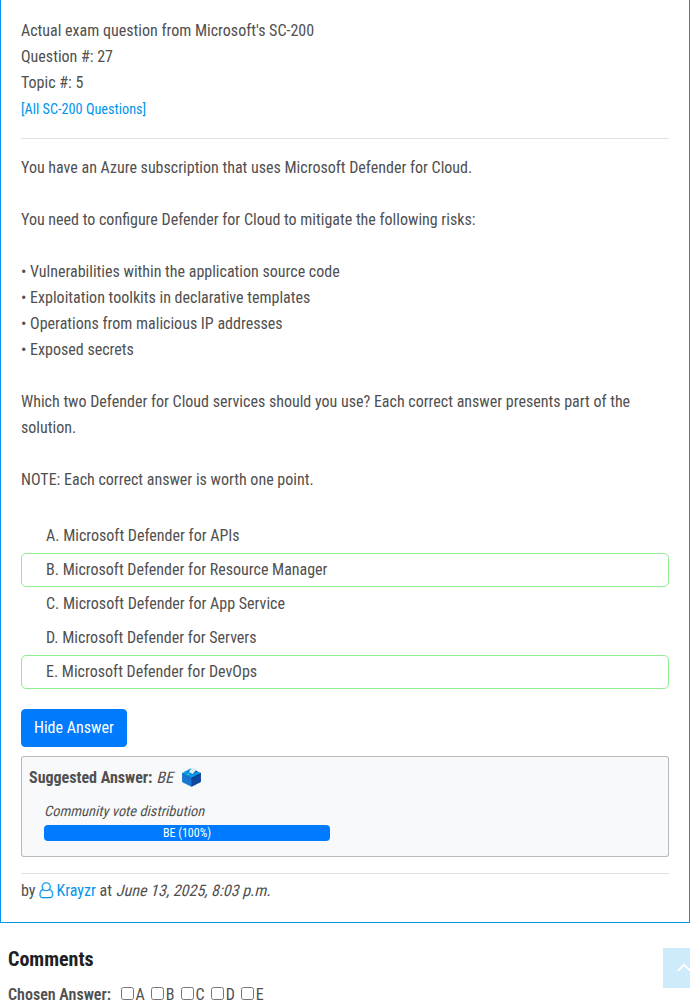 Actual exam question from Microsoft's SC-200
Question #: 27
Topic #: 5
[All SC-200 Questions]
You have an Azure subscription that uses Microsoft Defender for Cloud.
You need to configure Defender for Cloud to mitigate the following risks:
• Vulnerabilities within the application source code
• Exploitation toolkits in declarative templates
• Operations from malicious IP addresses
• Exposed secrets
Which two Defender for Cloud services should you use? Each correct answer presents part of the
solution.
NOTE: Each correct answer is worth one point.
A. Microsoft Defender for APIs
B. Microsoft Defender for Resource Manager
C. Microsoft Defender for App Service
D. Microsoft Defender for Servers
E. Microsoft Defender for DevOps
Hide Answer
Suggested Answer: BE
Community vote distribution
BE (100%)
by Krayzr at June 13, 2025, 8:03 p.m.
Comments
Chosen Answer: A B C D E